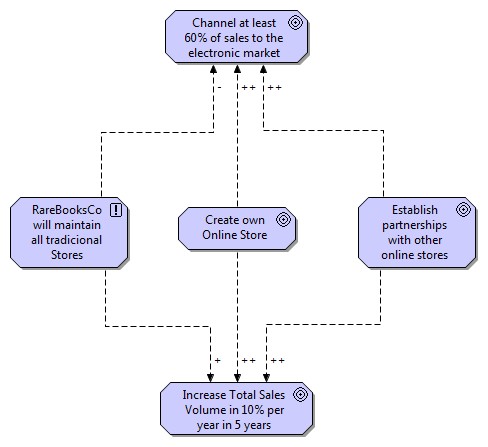 Channel at least
60% of sales to the
electronic market
- ++ ++
RareBooksCo
will maintain
all tradicional
Stores
Create own
Online Store
Establish
partnerships
with other
online stores
+ ++ ++
Increase Total Sales
Volume in 10% per
year in 5 years